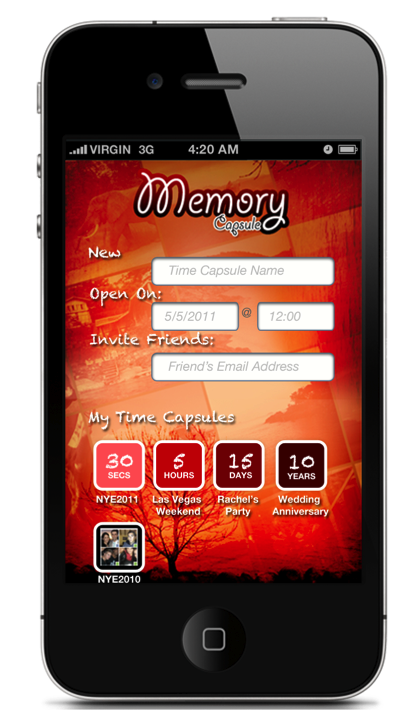 VIRGIN 3G 4:20 AM
Memory
Capsule
New
Time Capsule Name
Open On:
5/5/2011 @ 12:00
Invite Friends:
Friend's Email Address
My Time Capsules
30 5 15 10
SECS HOURS DAYS YEARS
NYE2011 Las Vegas Rachel's Wedding
Weekend Party Anniversary
NYE2010